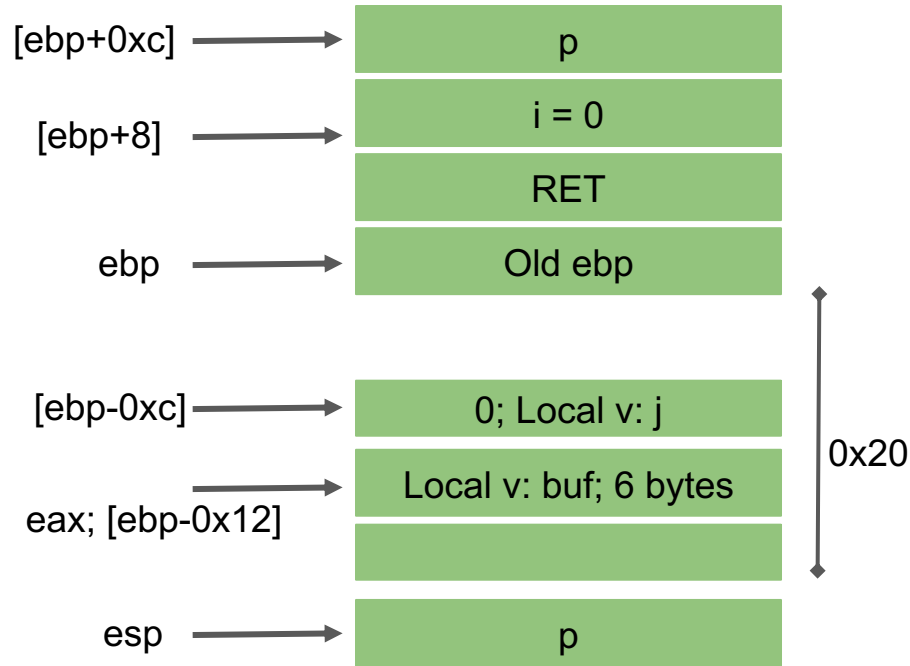 [ebp+0xc]
p
i = 0
[ebp+8]
RET
ebp
Old ebp
[ebp-0xc]
0; Local v: j
0x20
Local v: buf; 6 bytes
eax; [ebp-0x12]
esp
p